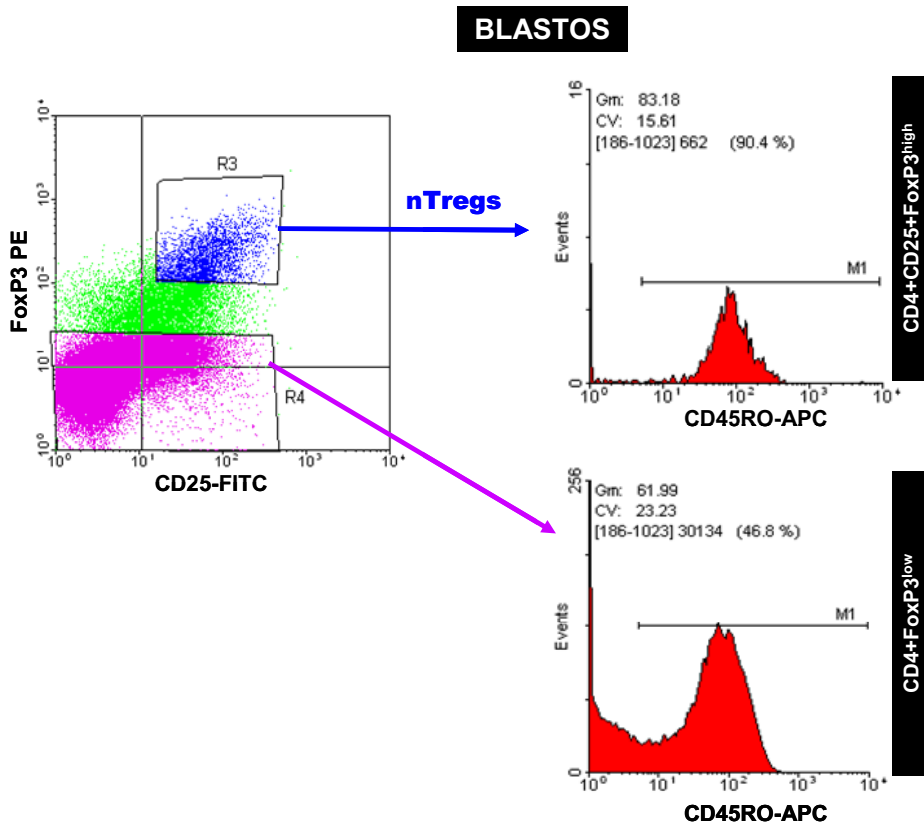 BLASTOS
10⁴
10³
10²
10¹
10⁰
FoxP3 PE
R3
R4
nTregs
10⁰ 10¹ 10² 10³ 10⁴
CD25-FITC
16
Gm: 83.18
CV: 15.61
[186-1023] 662 (90.4 %)
M1
Events
0
10⁰ 10¹ 10² 10³ 10⁴
CD45RO-APC
CD4+CD25+FoxP3high
256
Gm: 61.99
CV: 23.23
[186-1023] 30134 (46.8 %)
M1
Events
0
10⁰ 10¹ 10² 10³ 10⁴
CD45RO-APC
CD4+FoxP3low